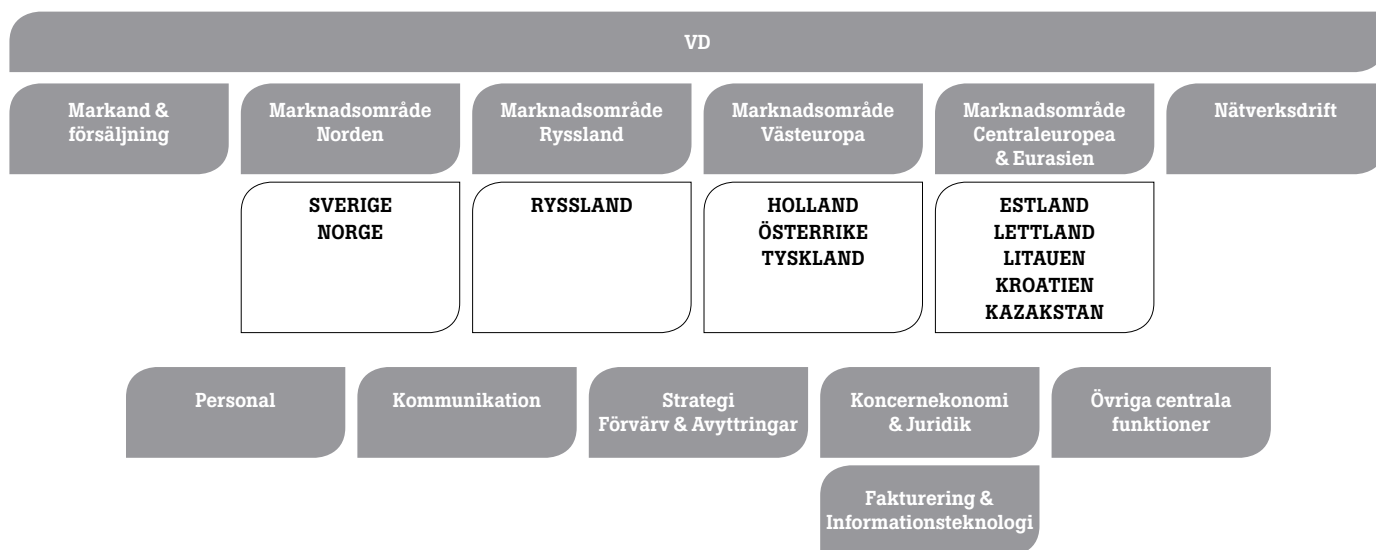 VD
Markand &
försäljning
Marknadsområde
Norden
Marknadsområde
Ryssland
Marknadsområde
Västeuropa
Marknadsområde
Centraleuropea
& Eurasien
Nätverksdrift
SVERIGE
NORGE
RYSSLAND
HOLLAND
ÖSTERRIKE
TYSKLAND
ESTLAND
LETTLAND
LITAUEN
KROATIEN
KAZAKSTAN
Personal
Kommunikation
Strategi
Förvärv & Avyttringar
Koncernekonomi
& Juridik
Övriga centrala
funktioner
Fakturering &
Informationsteknologi